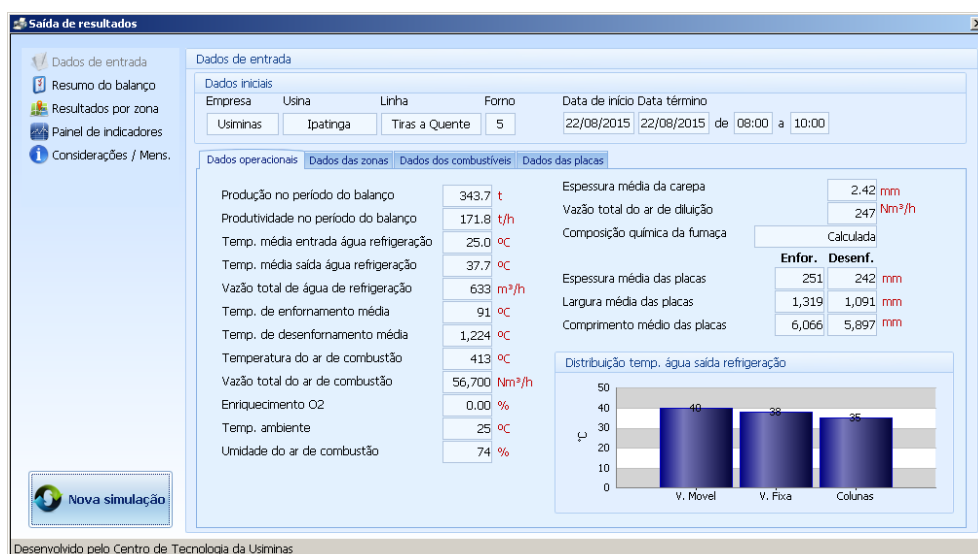 Saída de resultados
Dados de entrada
Resumo do balanço
Resultados por zona
Painel de indicadores
Considerações / Mens.
Nova simulação
Dados de entrada
Dados iniciais
Empresa Usina Linha Forno Data de início Data término
Usiminas Ipatinga Tiras a Quente 5 22/08/2015 22/08/2015 de 08:00 a 10:00
Dados operacionais Dados das zonas Dados dos combustíveis Dados das placas
Produção no período do balanço 343.7 t
Produtividade no período do balanço 171.8 t/h
Temp. média entrada água refrigeração 25.0 ºC
Temp. média saída água refrigeração 37.7 ºC
Vazão total de água de refrigeração 633 m³/h
Temp. de enfornamento média 91 ºC
Temp. de desenfornamento média 1,224 ºC
Temperatura do ar de combustão 413 ºC
Vazão total do ar de combustão 56,700 Nm³/h
Enriquecimento O2 0.00 %
Temp. ambiente 25 ºC
Umidade do ar de combustão 74 %
Espessura média da carepa 2.42 mm
Vazão total do ar de diluição 247 Nm³/h
Composição química da fumaça Calculada
Enfor. Desenf.
Espessura média das placas 251 242 mm
Largura média das placas 1,319 1,091 mm
Comprimento médio das placas 6,066 5,897 mm
Distribuição temp. água saída refrigeração
ºC
50
40
30
20
10
0
40 38 35
V. Movel V. Fixa Colunas
Desenvolvido pelo Centro de Tecnologia da Usiminas